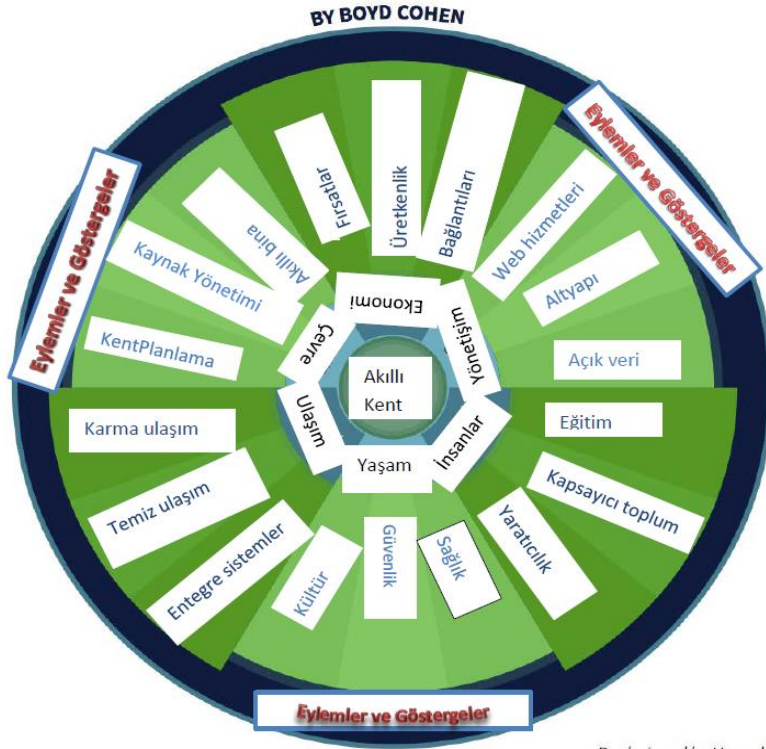 BY BOYD COHEN
Eylemler ve Göstergeler
Eylemler ve Göstergeler
Fırsatlar
Üretkenlik
Bağlantıları
Akıllı bina
Kaynak Yönetimi
KentPlanlama
Web hizmetleri
Altyapı
Açık veri
Ekonomi
Çevre
Yönetişim
Akıllı
Kent
Ulaşım
İnsanlar
Yaşam
Karma ulaşım
Temiz ulaşım
Entegre sistemler
Eğitim
Kapsayıcı toplum
Yaratıcılık
Kültür
Güvenlik
Sağlık
Eylemler ve Göstergeler